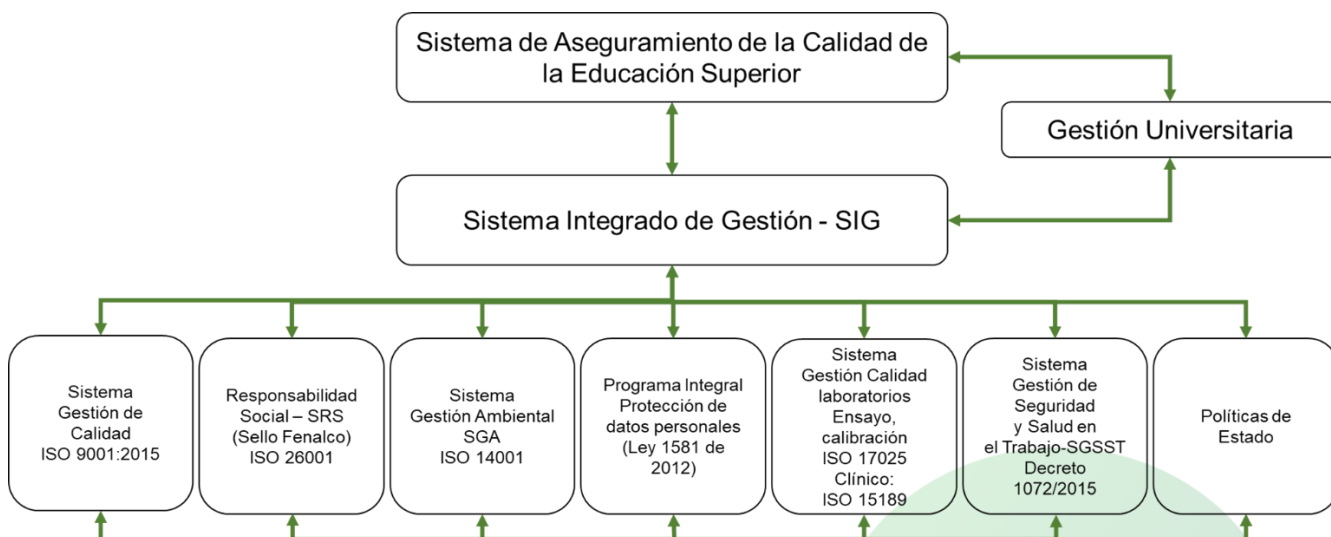 Sistema de Aseguramiento de la Calidad de
la Educación Superior
Gestión Universitaria
Sistema Integrado de Gestión - SIG
Sistema
Gestión de
Calidad
ISO 9001:2015
Responsabilidad
Social – SRS
(Sello Fenalco)
ISO 26001
Sistema
Gestión Ambiental
SGA
ISO 14001
Programa Integral
Protección de
datos personales
(Ley 1581 de
2012)
Sistema
Gestión Calidad
laboratorios
Ensayo,
calibración
ISO 17025
Clínico:
ISO 15189
Sistema
Gestión de
Seguridad
y Salud en
el Trabajo-SGSST
Decreto
1072/2015
Políticas de
Estado